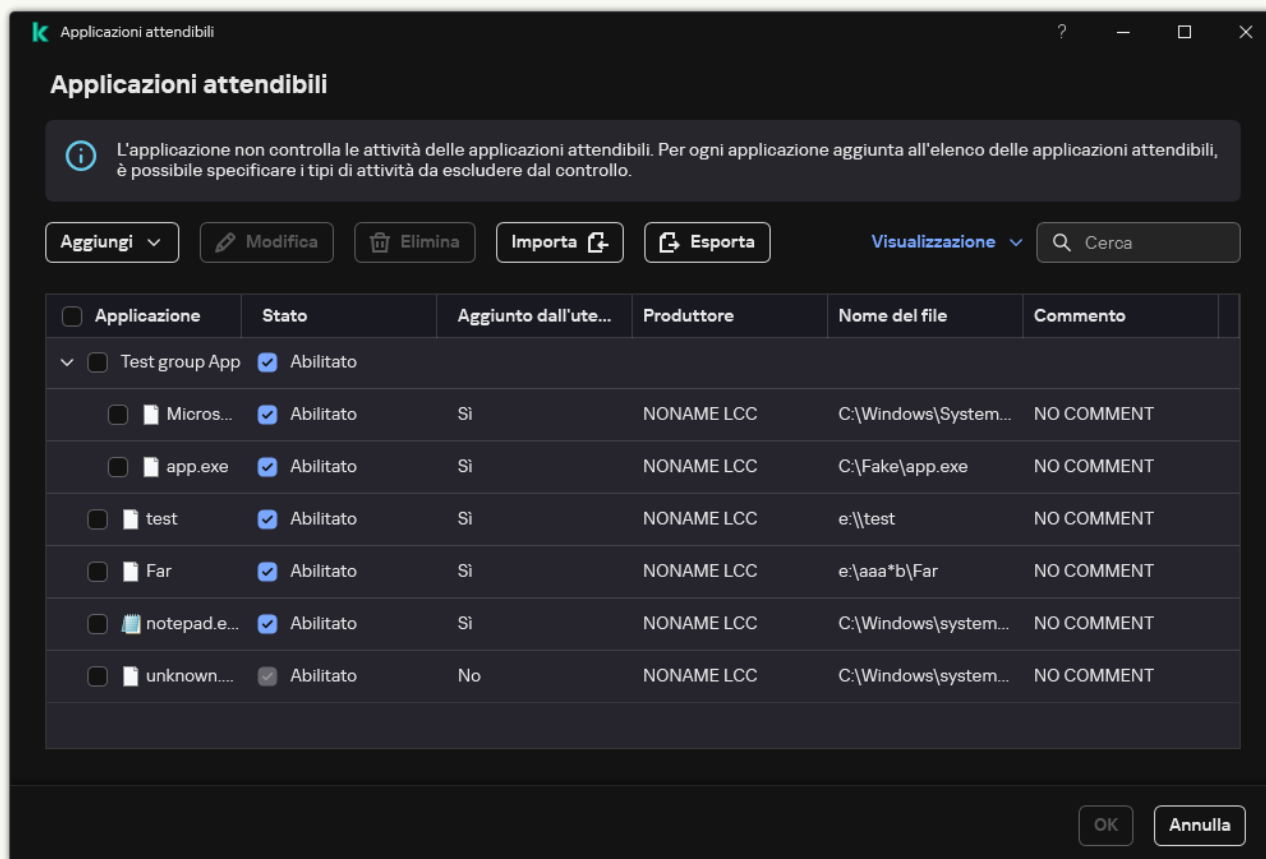 Applicazioni attendibili
?
Applicazioni attendibili
L'applicazione non controlla le attività delle applicazioni attendibili. Per ogni applicazione aggiunta all'elenco delle applicazioni attendibili,
è possibile specificare i tipi di attività da escludere dal controllo.
Aggiungi Modifica Elimina Importa Esporta Visualizzazione Cerca
Applicazione Stato Aggiunto dall'ute... Produttore Nome del file Commento
Test group App Abilitato
Micros... Abilitato Sì NONAME LCC C:\Windows\System... NO COMMENT
app.exe Abilitato Sì NONAME LCC C:\Fake\app.exe NO COMMENT
test Abilitato Sì NONAME LCC e:\\test NO COMMENT
Far Abilitato Sì NONAME LCC e:\aaa*b\Far NO COMMENT
notepad.e... Abilitato Sì NONAME LCC C:\Windows\system... NO COMMENT
unknown.... Abilitato No NONAME LCC C:\Windows\system... NO COMMENT
OK Annulla